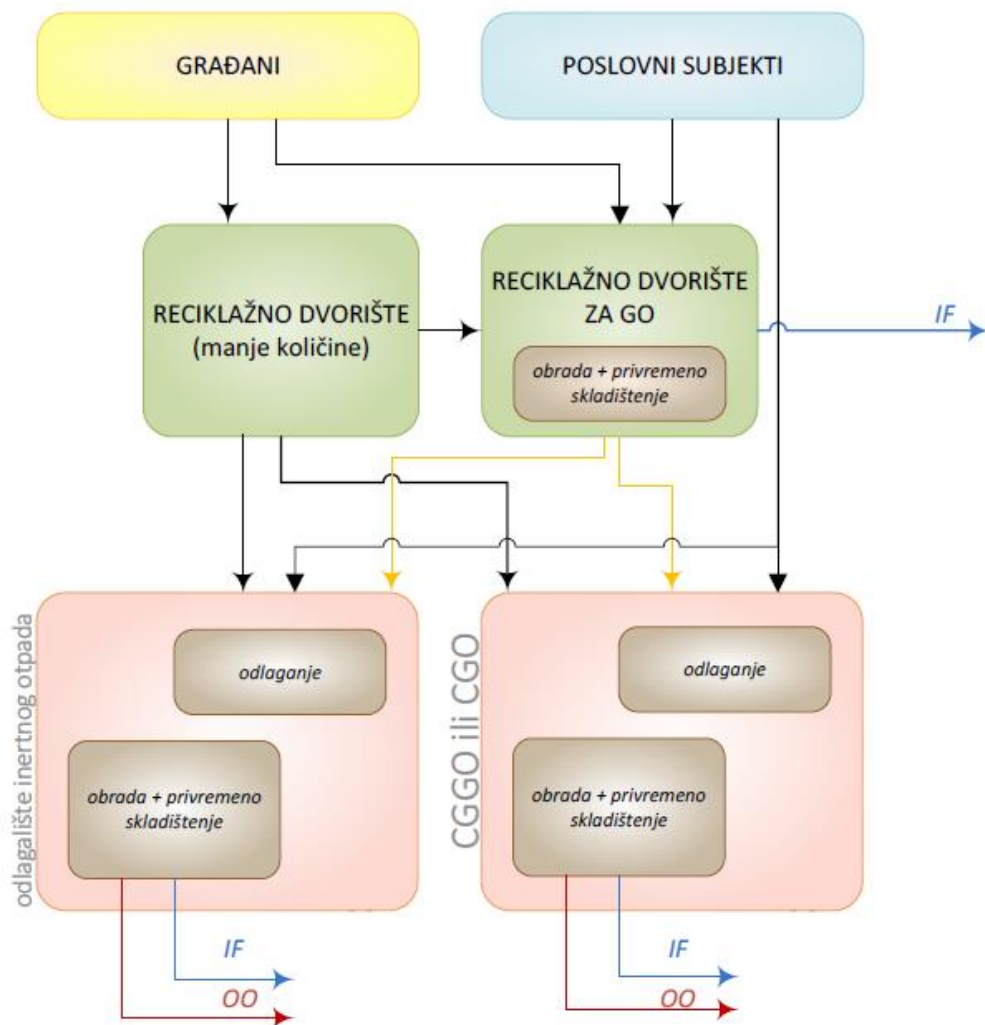 GRAĐANI
POSLOVNI SUBJEKTI
RECIKLAŽNO DVORIŠTE
(manje količine)
RECIKLAŽNO DVORIŠTE
ZA GO
obrada + privremeno
skladištenje
IF
odlagalište inertnog otpada
odlaganje
obrada + privremeno
skladištenje
IF
OO
CGGO ili CGO
odlaganje
obrada + privremeno
skladištenje
IF
OO